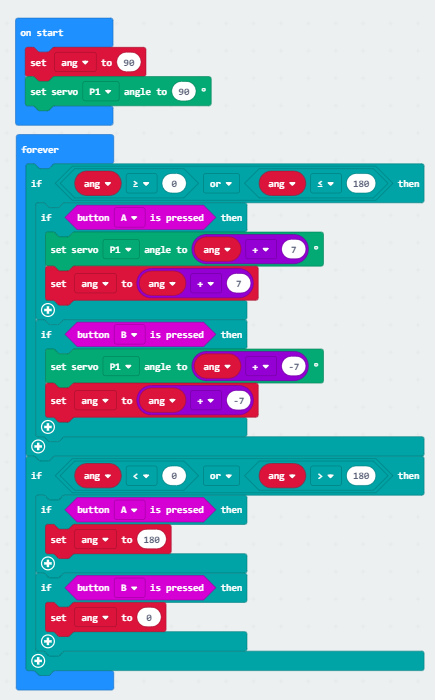 on start
set ang to 90
set servo P1 angle to 90 °
forever
if ang ≥ 0 or ang ≤ 180 then
if button A is pressed then
set servo P1 angle to ang + 7 °
set ang to ang + 7
if button B is pressed then
set servo P1 angle to ang + -7 °
set ang to ang + -7
if ang < 0 or ang > 180 then
if button A is pressed then
set ang to 180
if button B is pressed then
set ang to 0